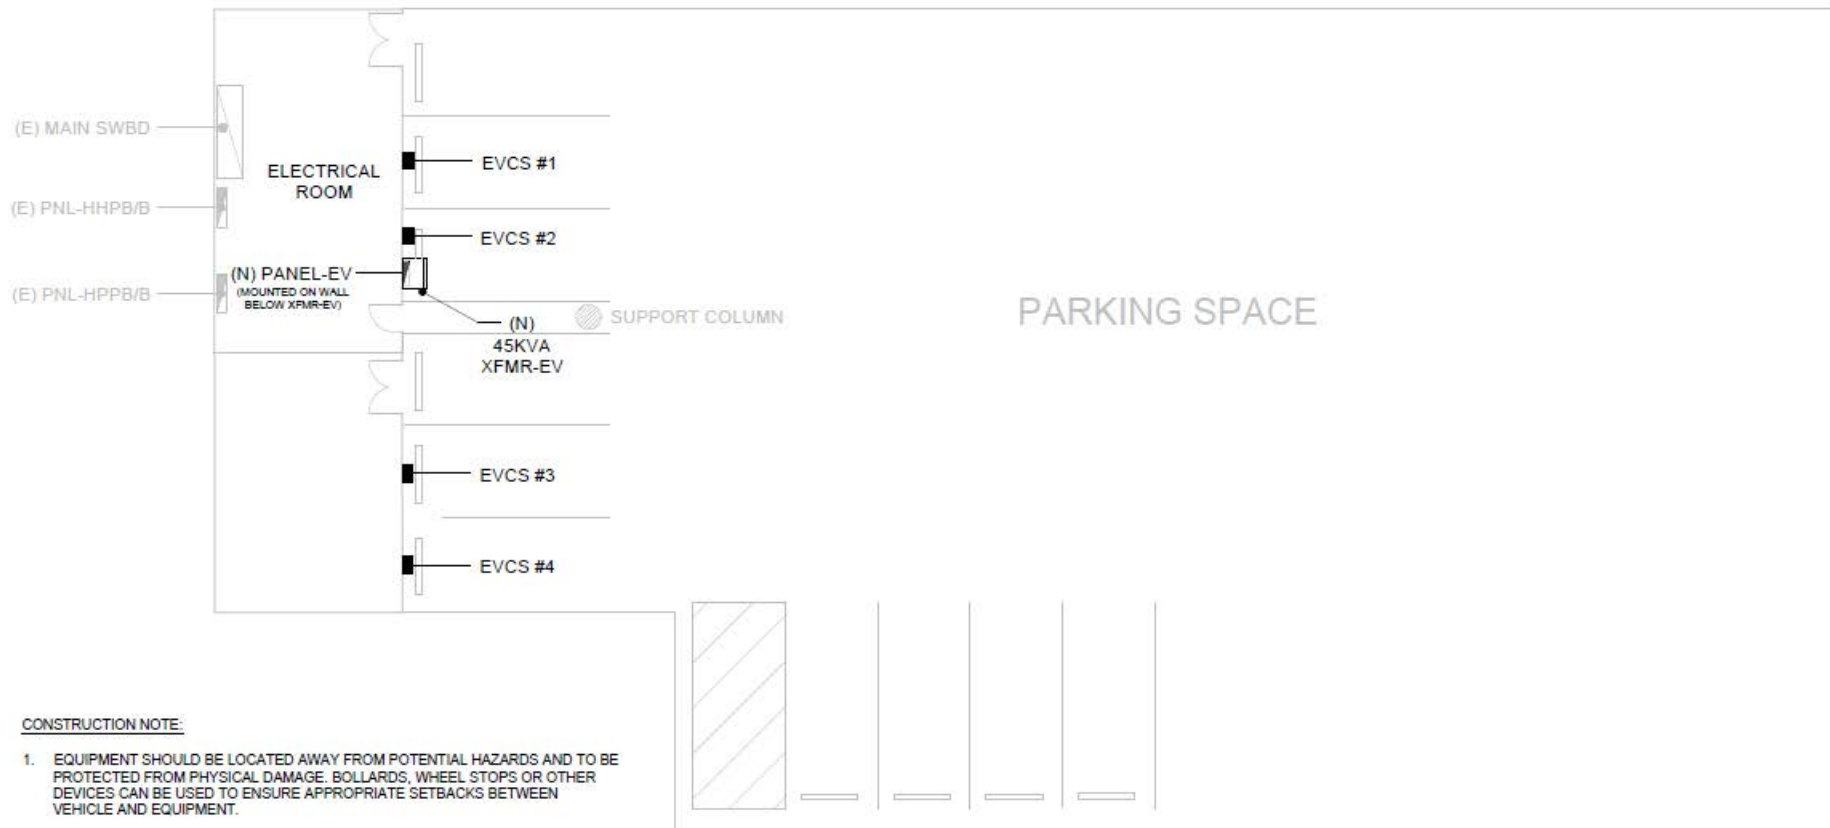 (E) MAIN SWBD
EVCS #1
ELECTRICAL
ROOM
(E) PNL-HHPB/B
EVCS #2
(N) PANEL-EV
(MOUNTED ON WALL
BELOW XFMR-EV)
(E) PNL-HPPB/B
(N)
45KVA
XFMR-EV
SUPPORT COLUMN
PARKING SPACE
EVCS #3
EVCS #4
CONSTRUCTION NOTE:
1. EQUIPMENT SHOULD BE LOCATED AWAY FROM POTENTIAL HAZARDS AND TO BE
PROTECTED FROM PHYSICAL DAMAGE. BOLLARDS, WHEEL STOPS OR OTHER
DEVICES CAN BE USED TO ENSURE APPROPRIATE SETBACKS BETWEEN
VEHICLE AND EQUIPMENT.